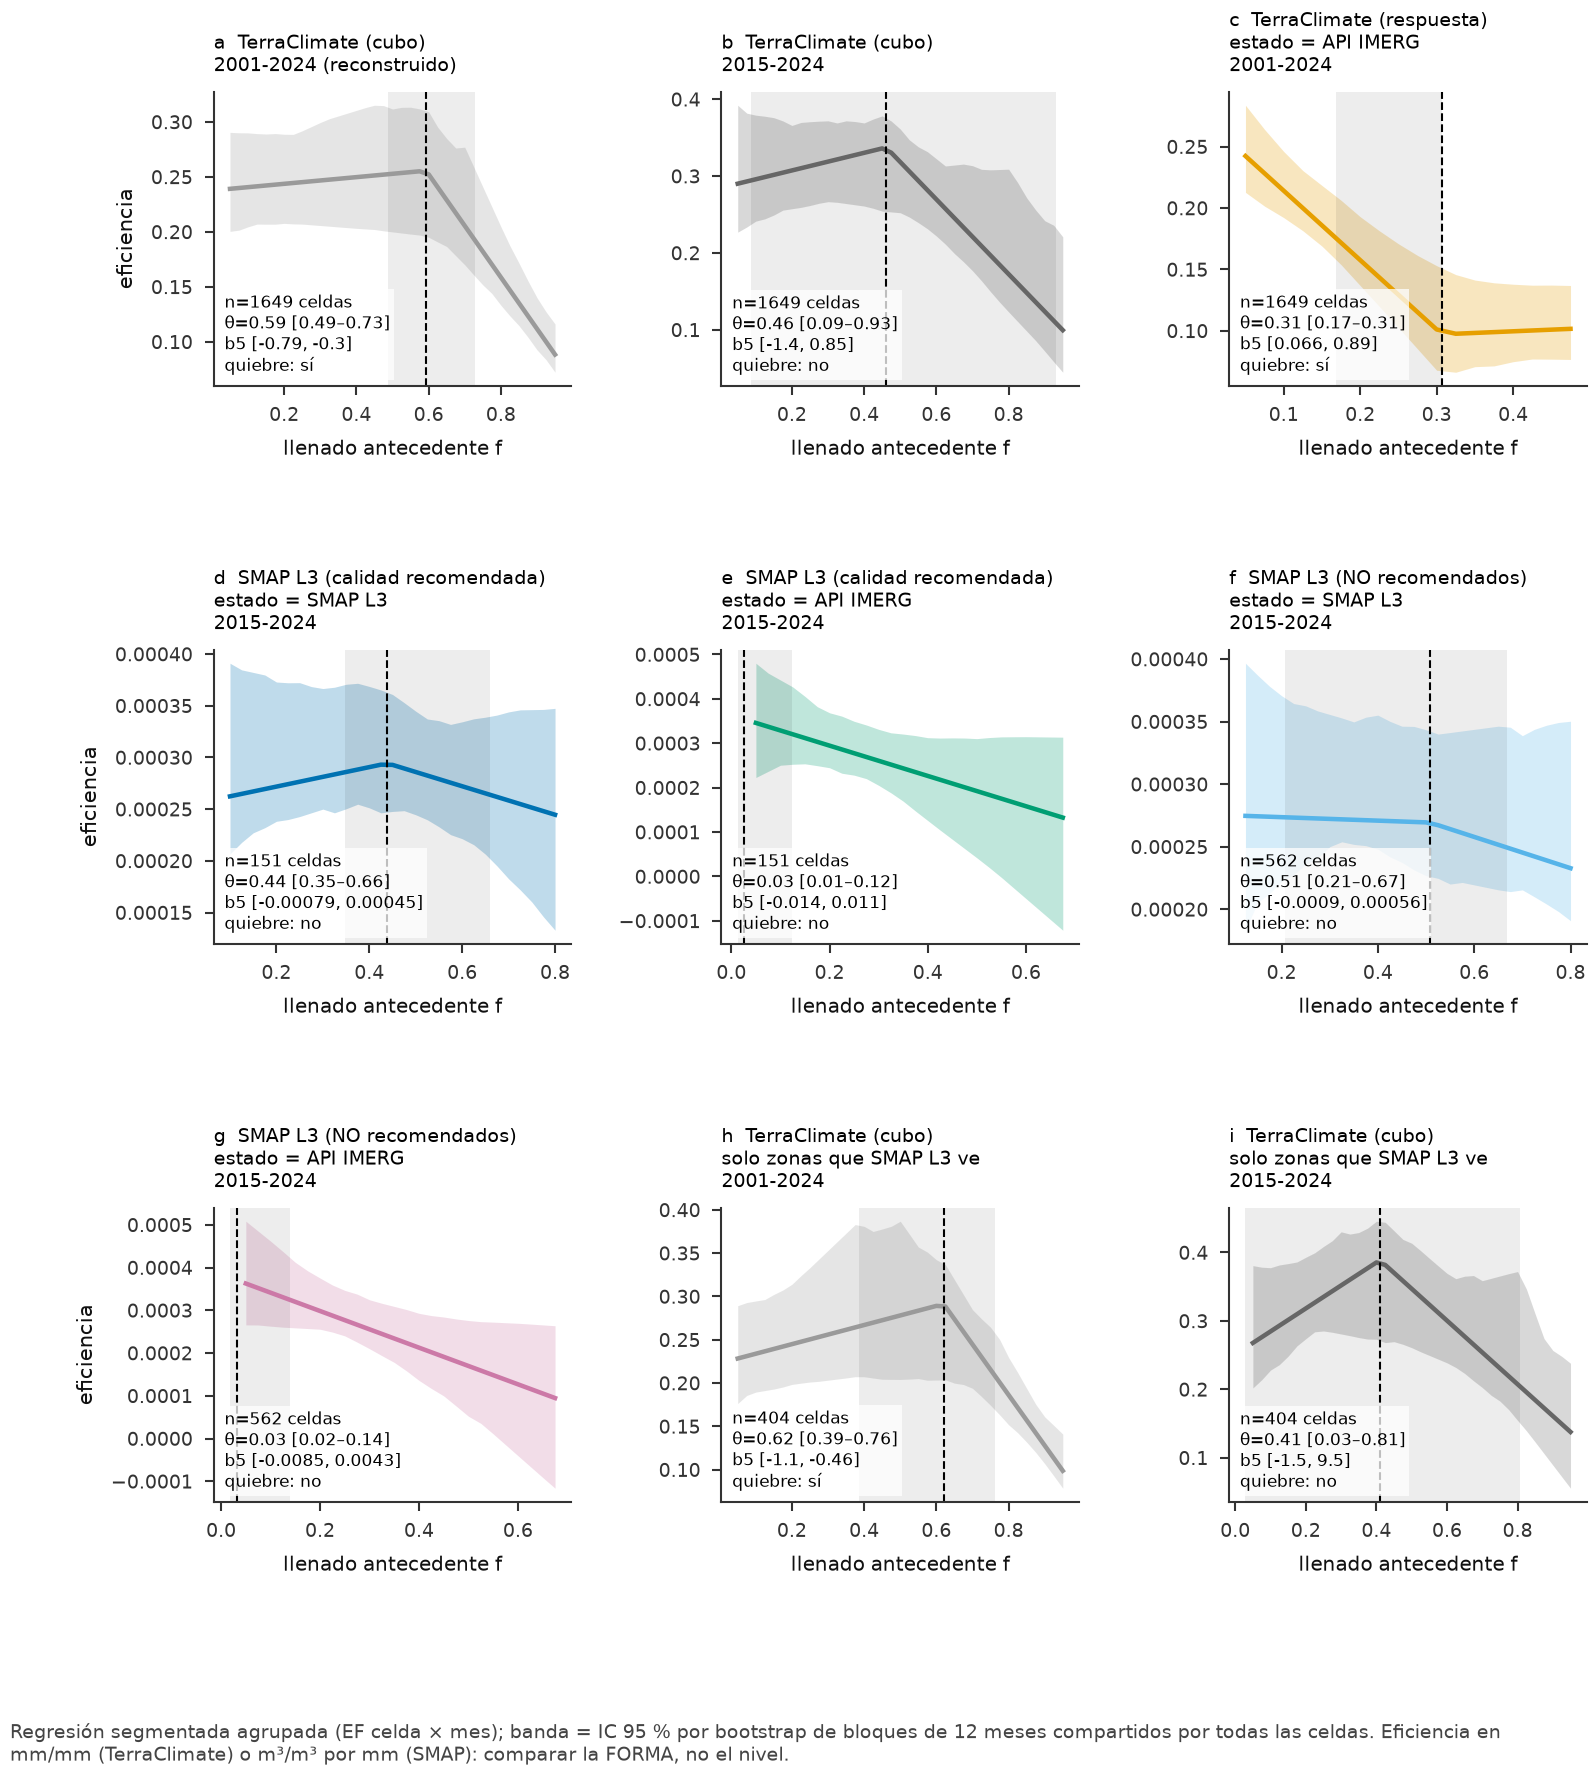 a  TerraClimate (cubo)
2001-2024 (reconstruido)
eficiencia
0.30
0.25
0.20
0.15
0.10
n=1649 celdas
θ=0.59 [0.49–0.73]
b5 [-0.79, -0.3]
quiebre: sí
0.2 0.4 0.6 0.8
llenado antecedente f
b  TerraClimate (cubo)
2015-2024
0.4
0.3
0.2
0.1
n=1649 celdas
θ=0.46 [0.09–0.93]
b5 [-1.4, 0.85]
quiebre: no
0.2 0.4 0.6 0.8
llenado antecedente f
c  TerraClimate (respuesta)
estado = API IMERG
2001-2024
0.25
0.20
0.15
0.10
n=1649 celdas
θ=0.31 [0.17–0.31]
b5 [0.066, 0.89]
quiebre: sí
0.1 0.2 0.3 0.4
llenado antecedente f
d  SMAP L3 (calidad recomendada)
estado = SMAP L3
2015-2024
eficiencia
0.00040
0.00035
0.00030
0.00025
0.00020
0.00015
n=151 celdas
θ=0.44 [0.35–0.66]
b5 [-0.00079, 0.00045]
quiebre: no
0.2 0.4 0.6 0.8
llenado antecedente f
e  SMAP L3 (calidad recomendada)
estado = API IMERG
2015-2024
0.0005
0.0004
0.0003
0.0002
0.0001
0.0000
−0.0001
n=151 celdas
θ=0.03 [0.01–0.12]
b5 [-0.014, 0.011]
quiebre: no
0.0 0.2 0.4 0.6
llenado antecedente f
f  SMAP L3 (NO recomendados)
estado = SMAP L3
2015-2024
0.00040
0.00035
0.00030
0.00025
0.00020
n=562 celdas
θ=0.51 [0.21–0.67]
b5 [-0.0009, 0.00056]
quiebre: no
0.2 0.4 0.6 0.8
llenado antecedente f
g  SMAP L3 (NO recomendados)
estado = API IMERG
2015-2024
eficiencia
0.0005
0.0004
0.0003
0.0002
0.0001
0.0000
−0.0001
n=562 celdas
θ=0.03 [0.02–0.14]
b5 [-0.0085, 0.0043]
quiebre: no
0.0 0.2 0.4 0.6
llenado antecedente f
h  TerraClimate (cubo)
solo zonas que SMAP L3 ve
2001-2024
0.40
0.35
0.30
0.25
0.20
0.15
0.10
n=404 celdas
θ=0.62 [0.39–0.76]
b5 [-1.1, -0.46]
quiebre: sí
0.2 0.4 0.6 0.8
llenado antecedente f
i  TerraClimate (cubo)
solo zonas que SMAP L3 ve
2015-2024
0.4
0.3
0.2
0.1
n=404 celdas
θ=0.41 [0.03–0.81]
b5 [-1.5, 9.5]
quiebre: no
0.0 0.2 0.4 0.6 0.8
llenado antecedente f
Regresión segmentada agrupada (EF celda × mes); banda = IC 95 % por bootstrap de bloques de 12 meses compartidos por todas las celdas. Eficiencia en
mm/mm (TerraClimate) o m³/m³ por mm (SMAP): comparar la FORMA, no el nivel.